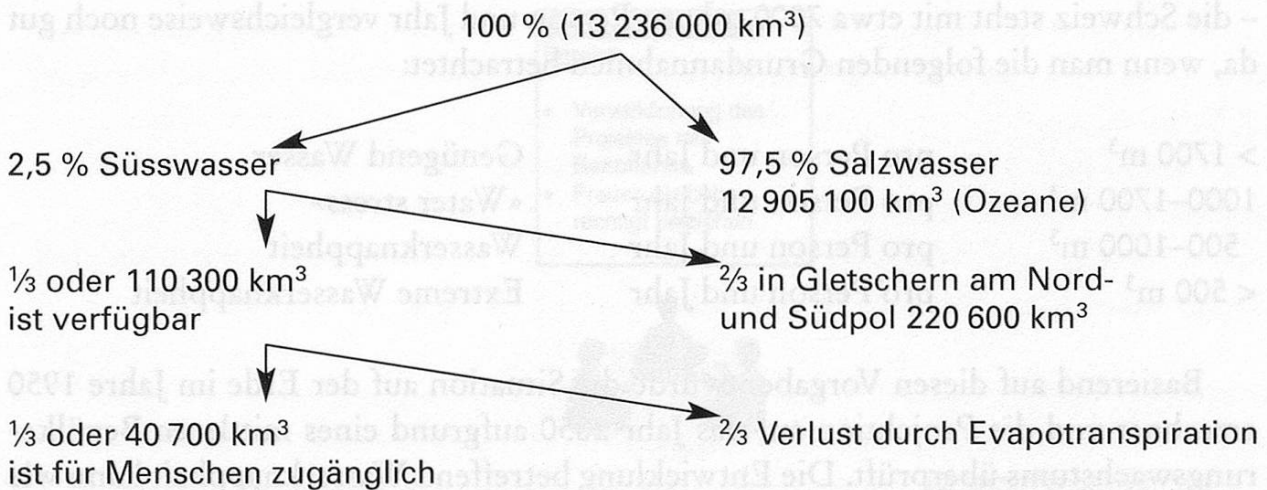 100 % (13 236 000 km³)
2,5 % Süsswasser
97,5 % Salzwasser
12 905 100 km³ (Ozeane)
⅓ oder 110 300 km³
ist verfügbar
⅔ in Gletschern am Nord-
und Südpol 220 600 km³
⅓ oder 40 700 km³
ist für Menschen zugänglich
⅔ Verlust durch Evapotranspiration